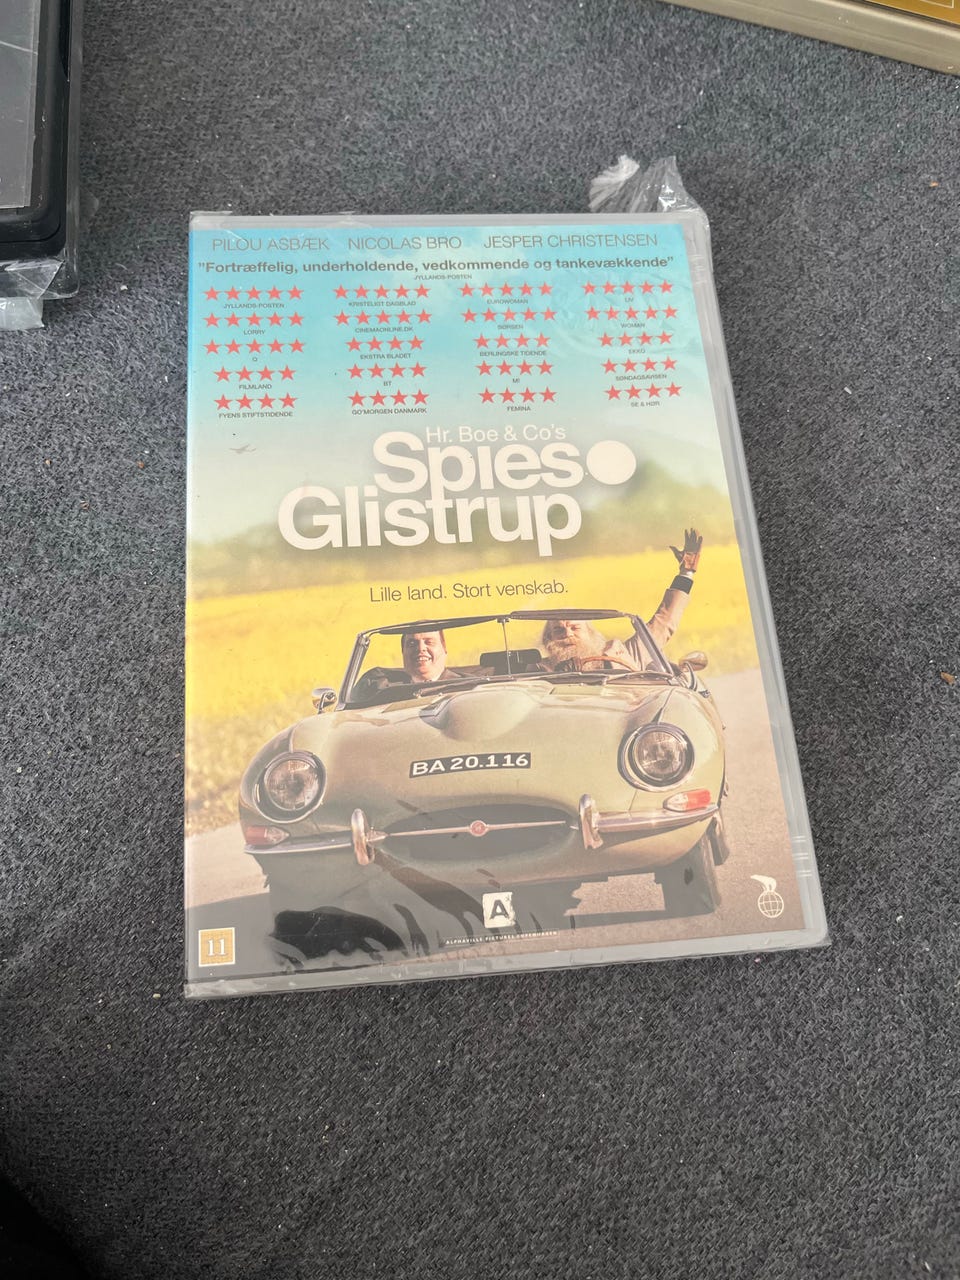 PILOU ASBÆK NICOLAS BRO JESPER CHRISTENSEN
"Fortræffelig, underholdende, vedkommende og tankevækkende"
JYLLANDS-POSTEN
★★★★★ ★★★★★ ★★★★★ ★★★★★
JYLLANDS-POSTEN KRISTELIGT DAGBLAD EUROWOMAN LIV
★★★★★ ★★★★★ ★★★★★ ★★★★★
LORRY CINEMAONLINE.DK BØRSEN WOMAN
★★★★★ ★★★★ ★★★★ ★★★★
Q EKSTRA BLADET BERLINGSKE TIDENDE EKKO
★★★★ ★★★★ ★★★★ ★★★★
FILMLAND BT MI SØNDAGSAVISEN
★★★★ ★★★★ ★★★★ ★★★★
FYENS STIFTSTIDENDE GO'MORGEN DANMARK FEMINA SE & HØR
Hr. Boe & Co's
Spies
Glistrup
Lille land. Stort venskab.
BA 20.116
A
ALPHAVILLE PICTURES COPENHAGEN
11